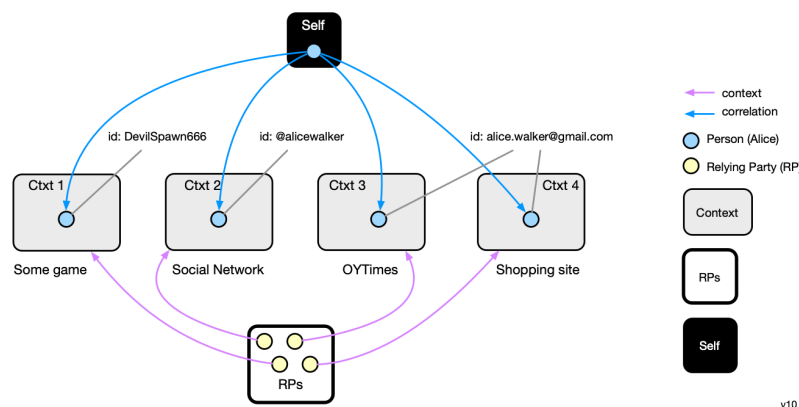 Self
id: DevilSpawn666
id: @alicewalker
id: alice.walker@gmail.com
Ctxt 1
Ctxt 2
Ctxt 3
Ctxt 4
Some game
Social Network
OYTimes
Shopping site
RPs
context
correlation
Person (Alice)
Relying Party (RP)
Context
RPs
Self
v10